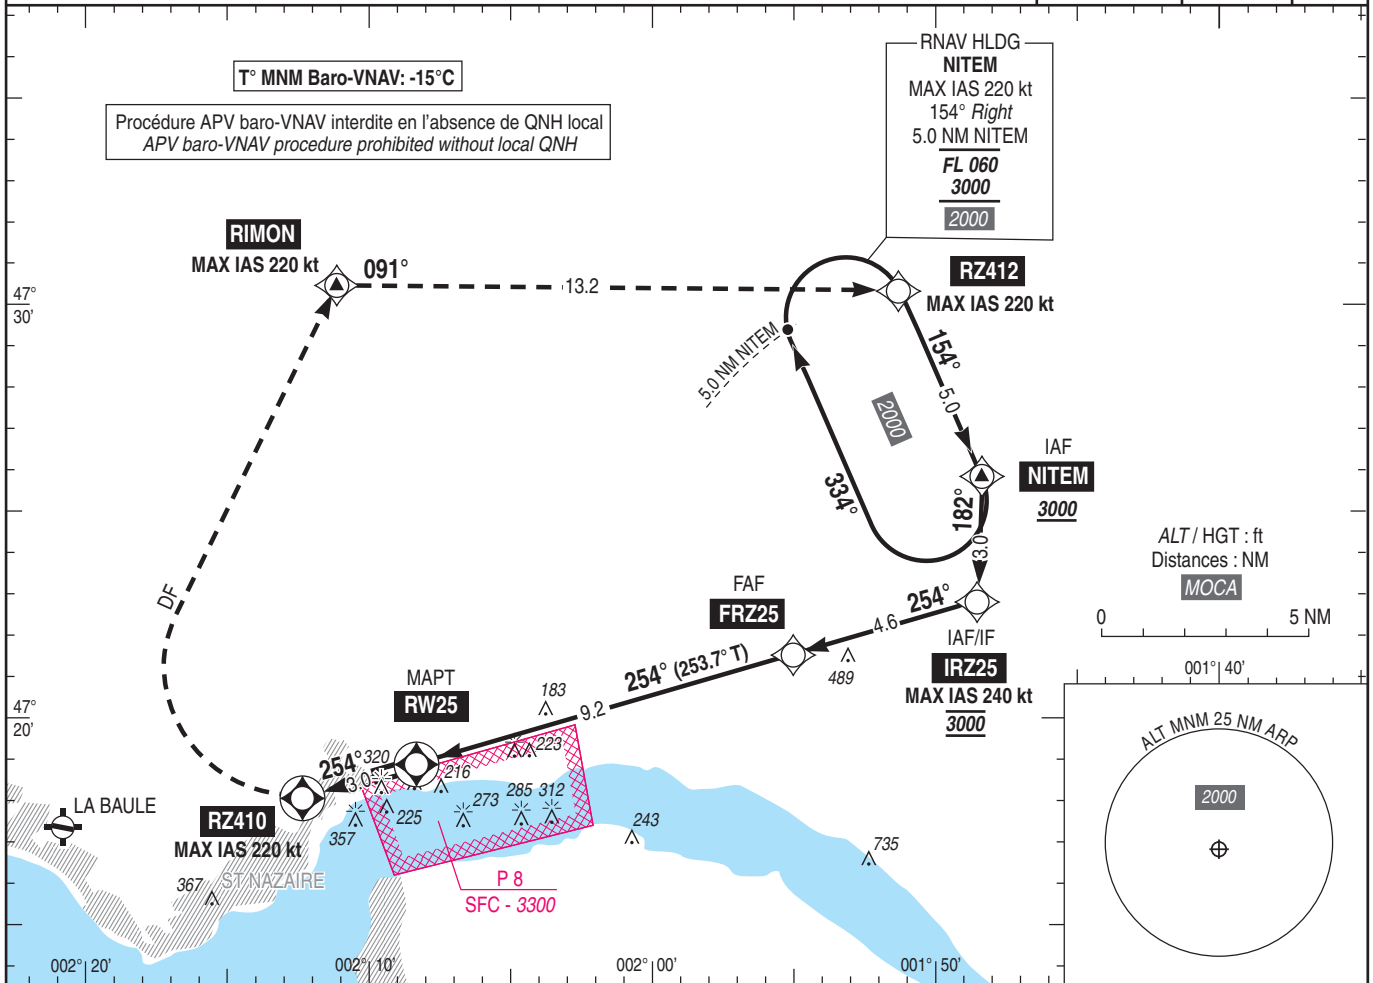 T° MNM Baro-VNAV: -15°C
Procédure APV baro-VNAV interdite en l'absence de QNH local
APV baro-VNAV procedure prohibited without local QNH
RNAV HLDG
NITEM
MAX IAS 220 kt
154° Right
5.0 NM NITEM
FL 060
3000
2000
RIMON
MAX IAS 220 kt
091°
13.2
RZ412
MAX IAS 220 kt
47°
30'
5.0 NM NITEM
154°
5.0
2000
334°
IAF
NITEM
3000
182°
3.0
ALT / HGT : ft
Distances : NM
MOCA
0
5 NM
DF
FAF
FRZ25
254°
4.6
IAF/IF
IRZ25
MAX IAS 240 kt
3000
489
254° (253.7° T)
9.2
MAPT
RW25
183
47°
20'
254°
3.0
320
223
216
225
273
285
312
357
243
735
LA BAULE
RZ410
MAX IAS 220 kt
367
ST NAZAIRE
P 8
SFC - 3300
001° 40'
ALT MNM 25 NM ARP
2000
002° 20'
002° 10'
002° 00'
001° 50'